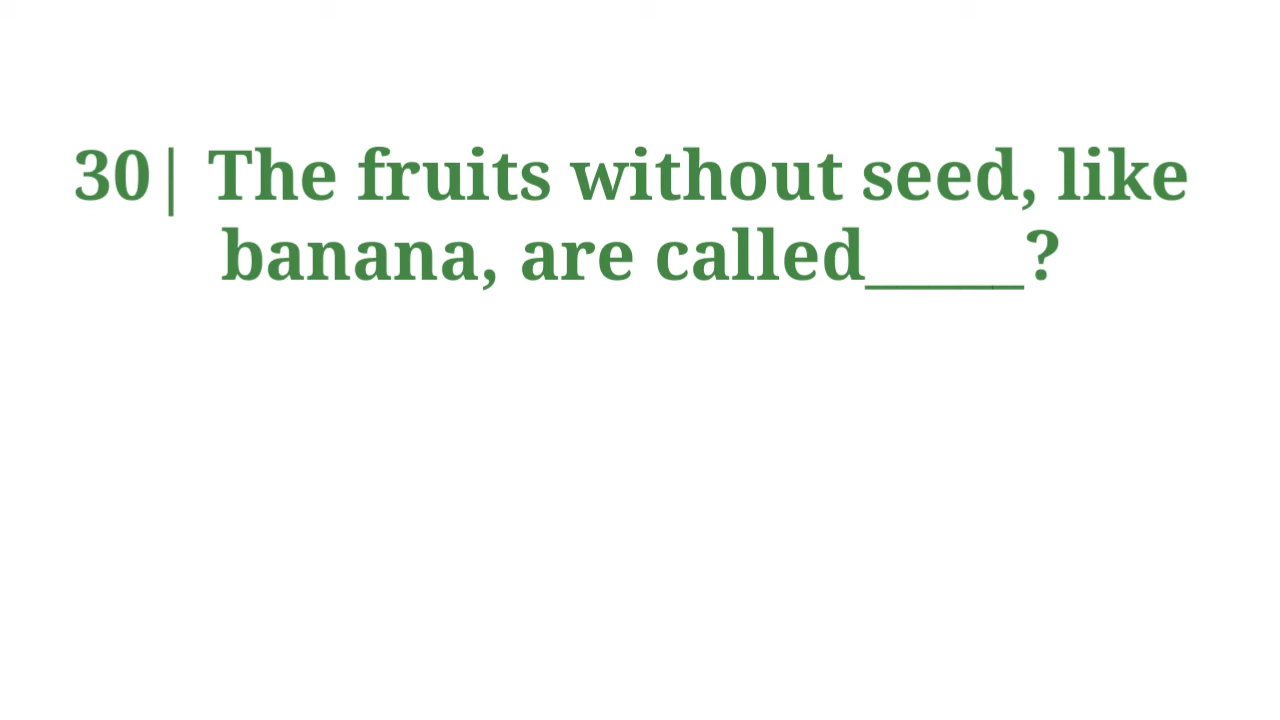 30| The fruits without seed, like
banana, are called_____?